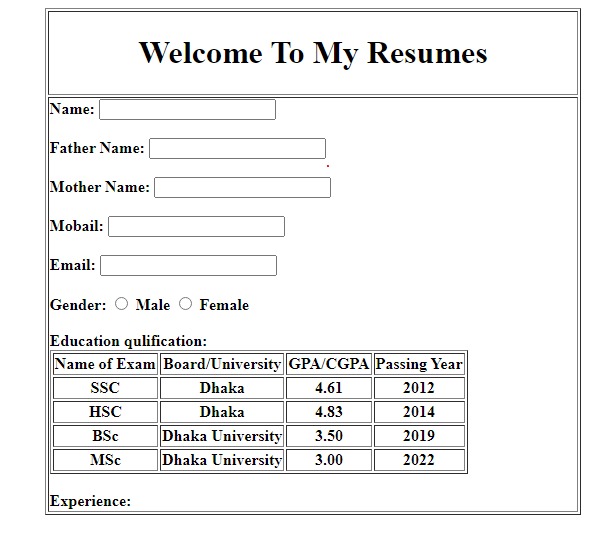 Welcome To My Resumes
Name:
Father Name:
Mother Name:
Mobail:
Email:
Gender: Male Female
Education qulification:
Name of Exam Board/University GPA/CGPA Passing Year
SSC Dhaka 4.61 2012
HSC Dhaka 4.83 2014
BSc Dhaka University 3.50 2019
MSc Dhaka University 3.00 2022
Experience: